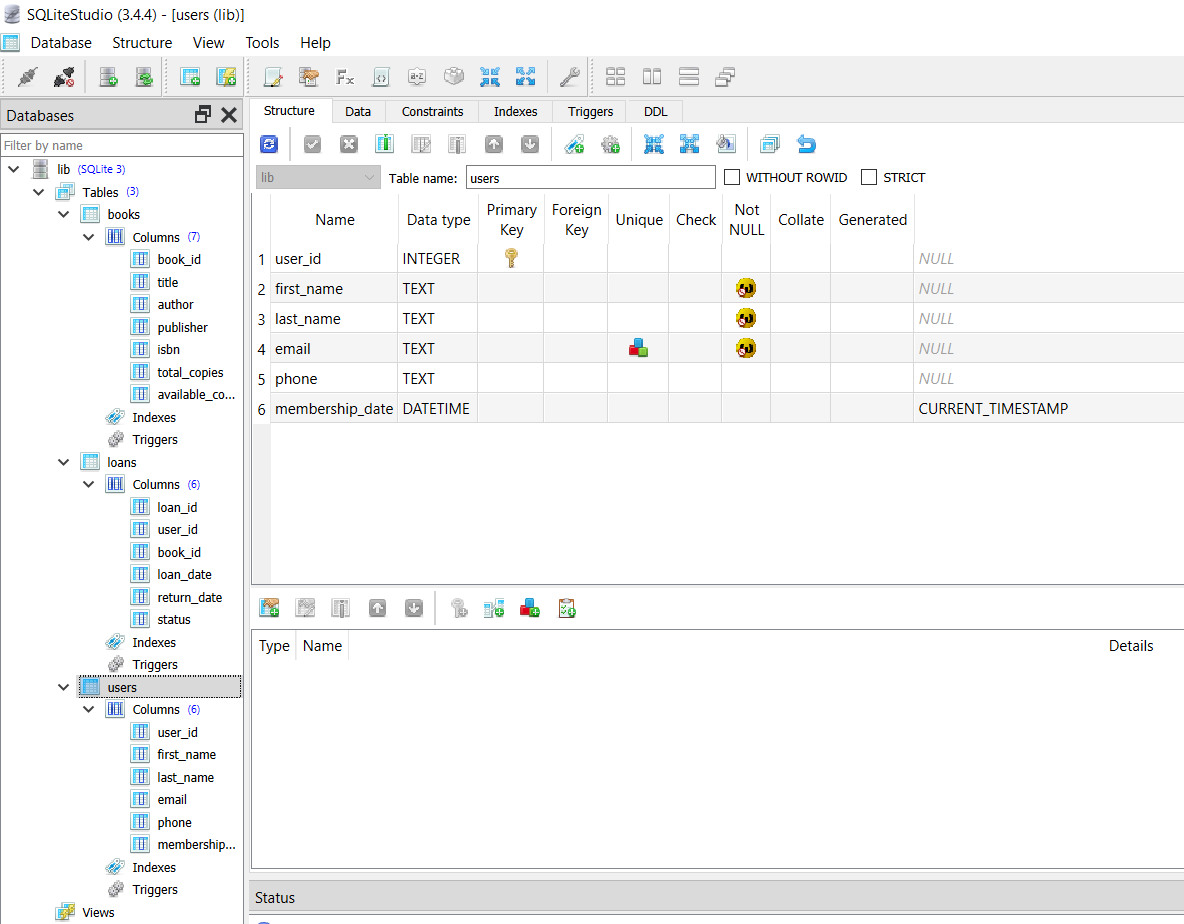 SQLiteStudio (3.4.4) - [users (lib)]
Database Structure View Tools Help
Databases
Filter by name
lib (SQLite 3)
Tables (3)
books
Columns (7)
book_id
title
author
publisher
isbn
total_copies
available_co...
Indexes
Triggers
loans
Columns (6)
loan_id
user_id
book_id
loan_date
return_date
status
Indexes
Triggers
users
Columns (6)
user_id
first_name
last_name
email
phone
membership...
Indexes
Triggers
Views
Structure Data Constraints Indexes Triggers DDL
lib Table name: users WITHOUT ROWID STRICT
Name Data type Primary Key Foreign Key Unique Check Not NULL Collate Generated
1 user_id INTEGER NULL
2 first_name TEXT NULL
3 last_name TEXT NULL
4 email TEXT NULL
5 phone TEXT NULL
6 membership_date DATETIME CURRENT_TIMESTAMP
Type Name Details
Status